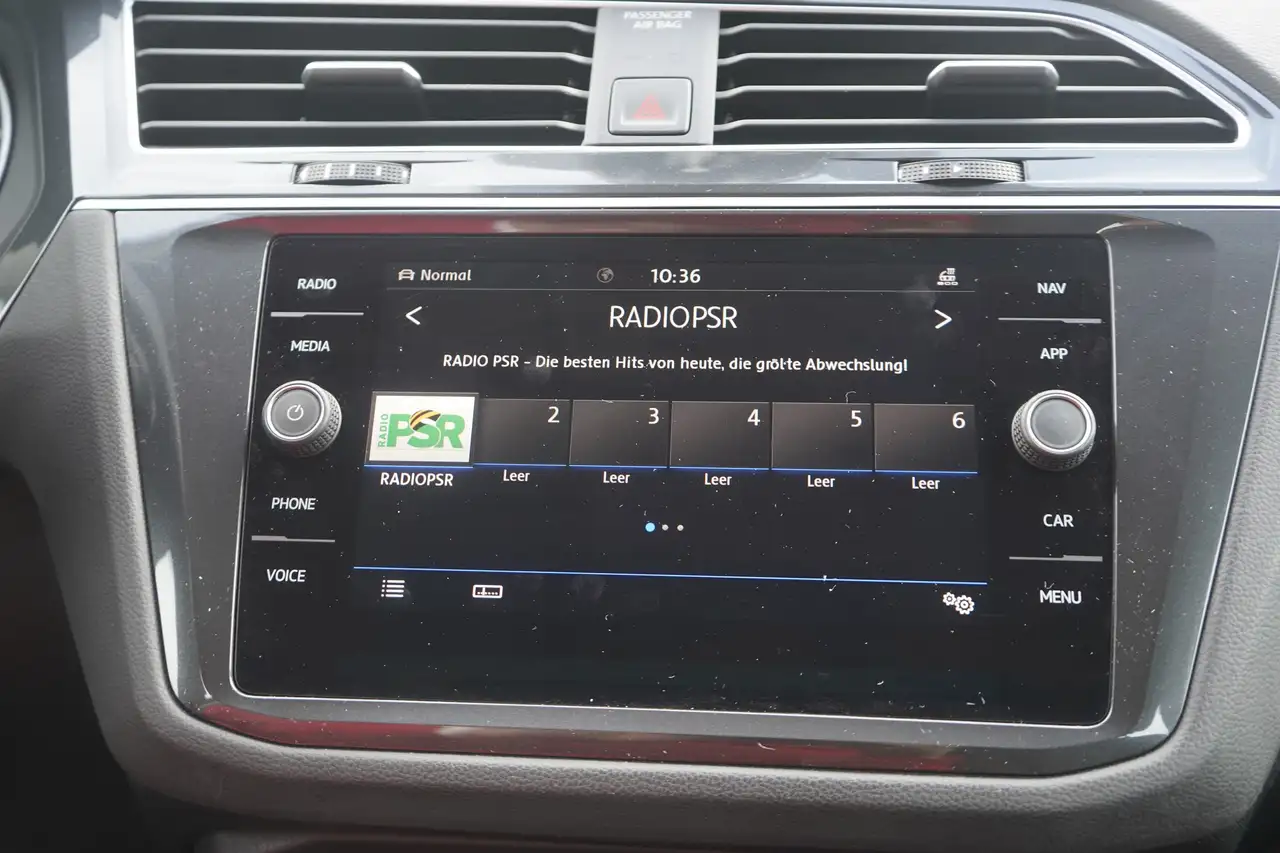 PASSENGER
AIR BAG
RADIO
MEDIA
PHONE
VOICE
Normal
10:36
RADIOPSR
RADIO PSR - Die besten Hits von heute, die größte Abwechslung!
RADIO PSR
2
3
4
5
6
RADIOPSR
Leer
Leer
Leer
Leer
Leer
NAV
APP
CAR
MENU